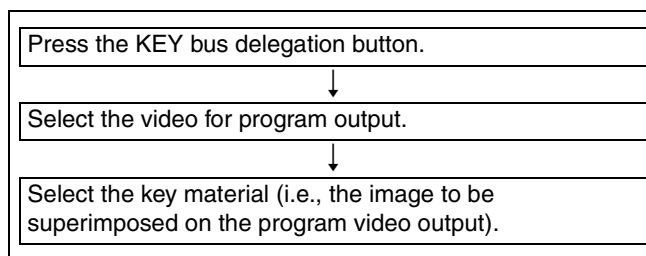 Press the KEY bus delegation button.
Select the video for program output.
Select the key material (i.e., the image to be
superimposed on the program video output).